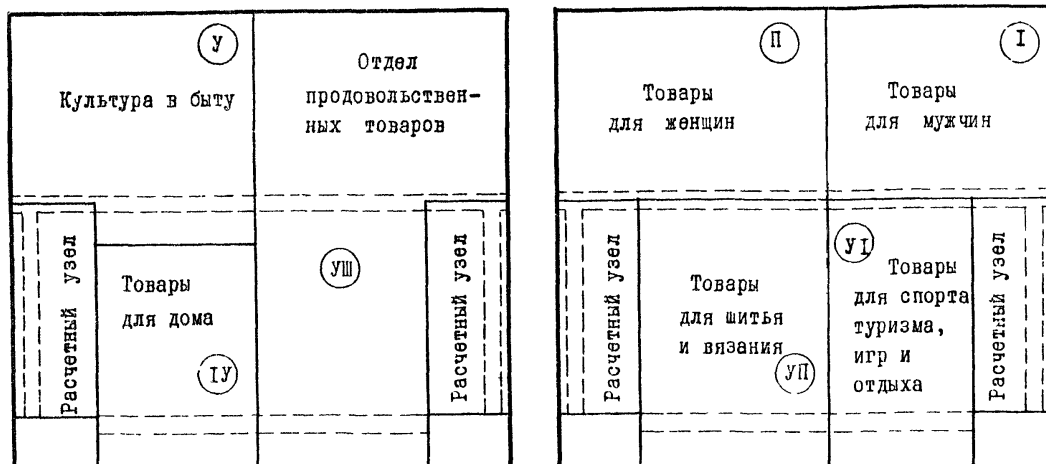 У
Культура в быту
Отдел
продовольствен-
ных товаров
Расчетный узел
Товары
для дома
IУ
УШ
Расчетный узел
П
Товары
для женщин
I
Товары
для мужчин
Расчетный узел
Товары
для шитья
и вязания
УП
УI
Товары
для спорта
туризма,
игр и
отдыха
Расчетный узел